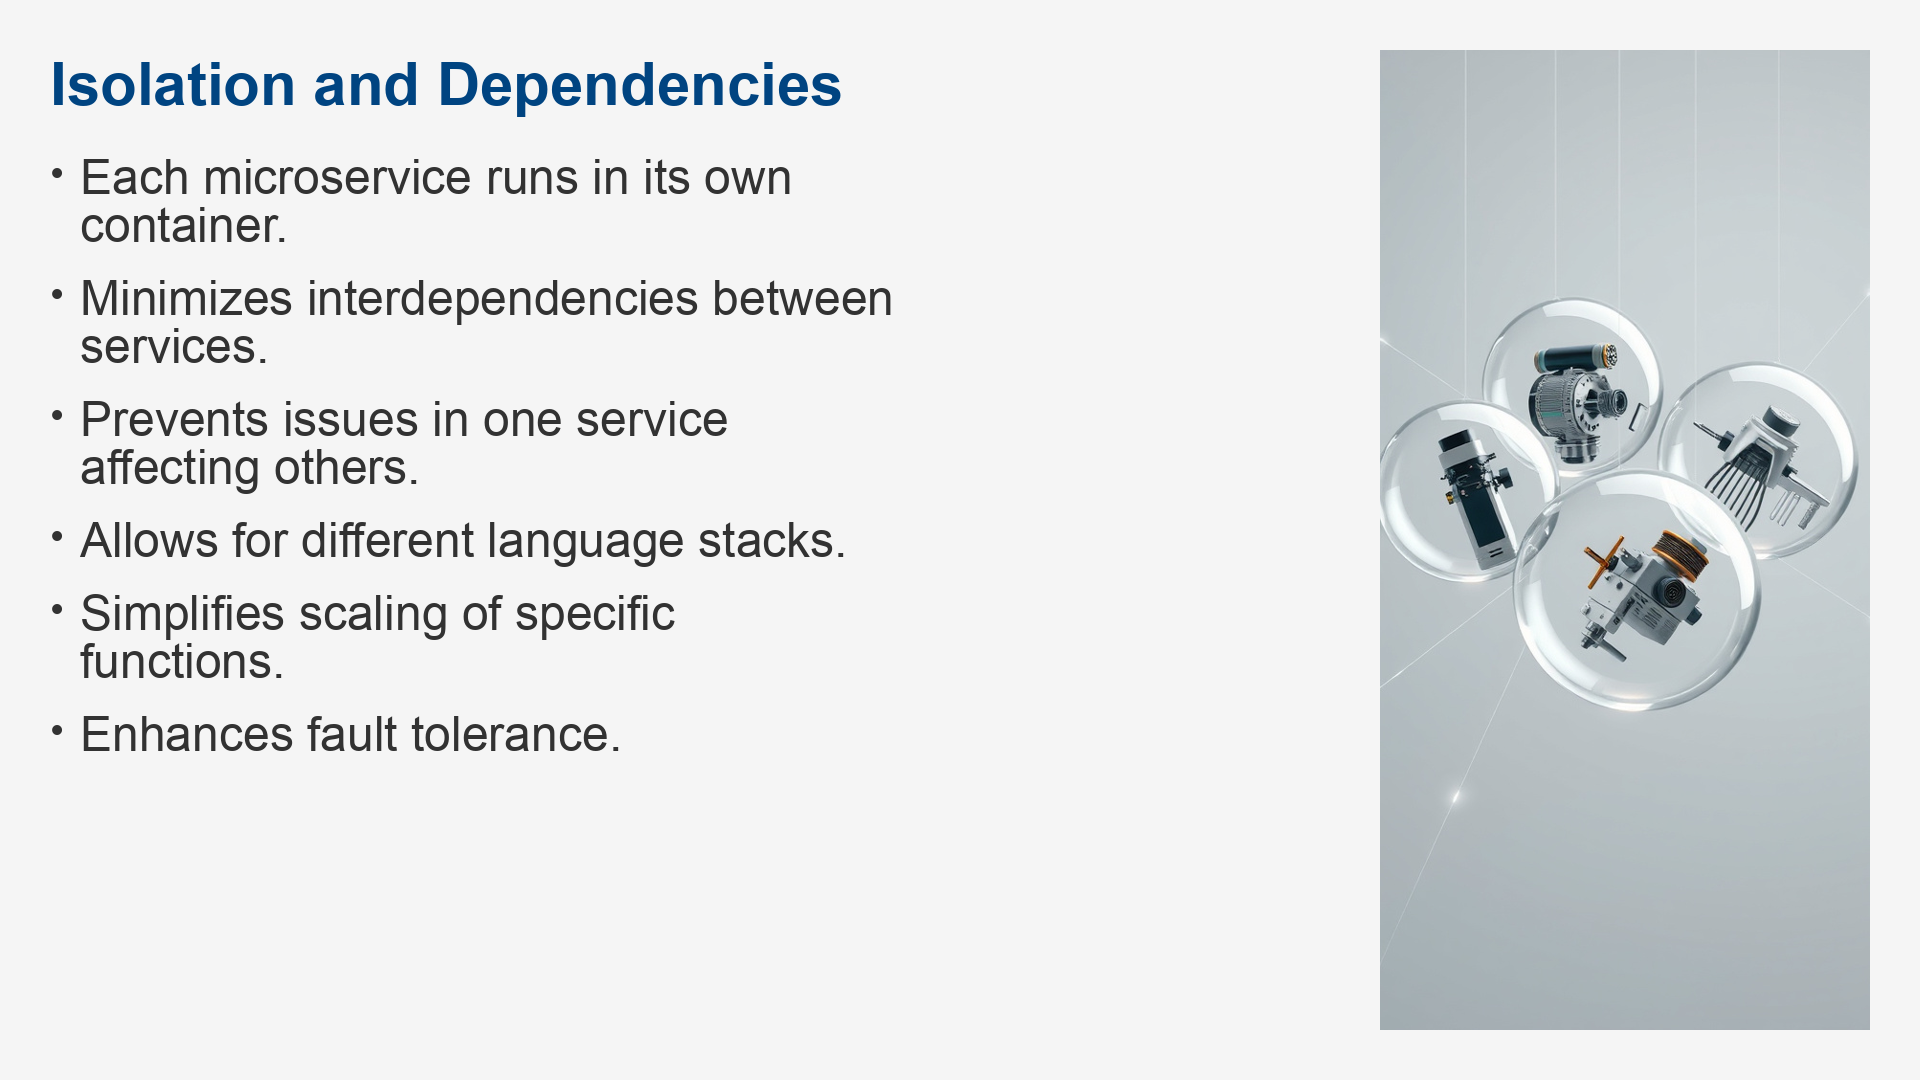 Isolation and Dependencies
• Each microservice runs in its own
container.
• Minimizes interdependencies between
services.
• Prevents issues in one service
affecting others.
• Allows for different language stacks.
• Simplifies scaling of specific
functions.
• Enhances fault tolerance.